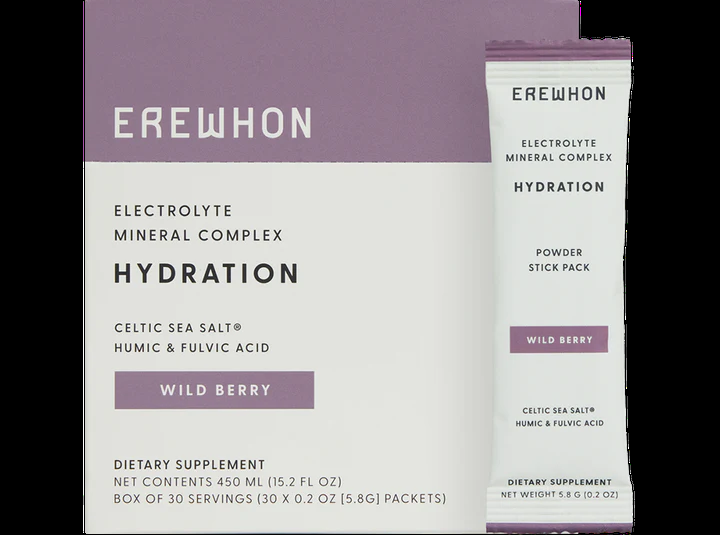 EREWHON
ELECTROLYTE
MINERAL COMPLEX
HYDRATION
CELTIC SEA SALT®
HUMIC & FULVIC ACID
WILD BERRY
DIETARY SUPPLEMENT
NET CONTENTS 450 ML (15.2 FL OZ)
BOX OF 30 SERVINGS (30 X 0.2 OZ [5.8G] PACKETS)
EREWHON
ELECTROLYTE
MINERAL COMPLEX
HYDRATION
POWDER
STICK PACK
WILD BERRY
CELTIC SEA SALT®
HUMIC & FULVIC ACID
DIETARY SUPPLEMENT
NET WEIGHT 5.8 G (0.2 OZ)